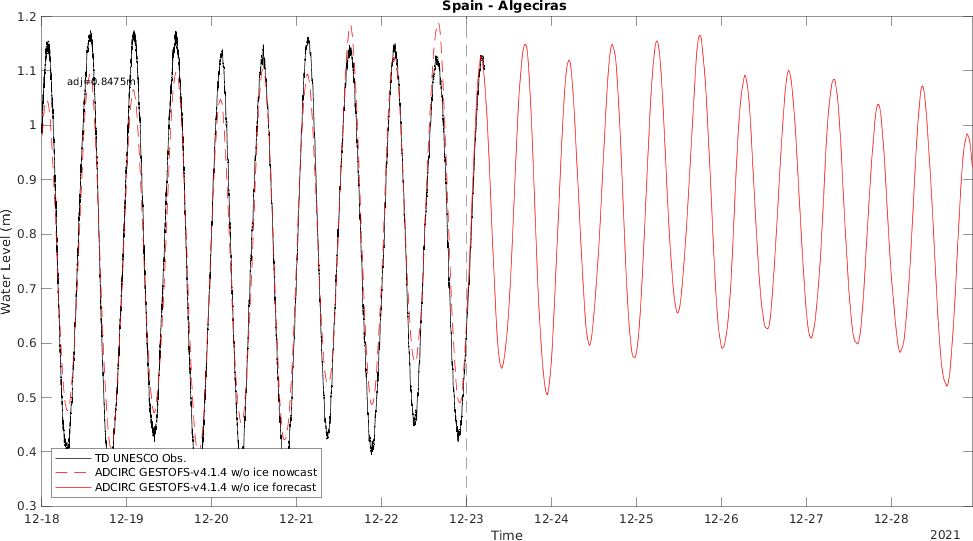 Spain - Algeciras
1.2
1.1
1
0.9
0.8
0.7
0.6
0.5
0.4
0.3
Water Level (m)
adj=0.8475m
TD UNESCO Obs.
ADCIRC GESTOFS-v4.1.4 w/o ice nowcast
ADCIRC GESTOFS-v4.1.4 w/o ice forecast
12-18 12-19 12-20 12-21 12-22 12-23 12-24 12-25 12-26 12-27 12-28
Time
2021